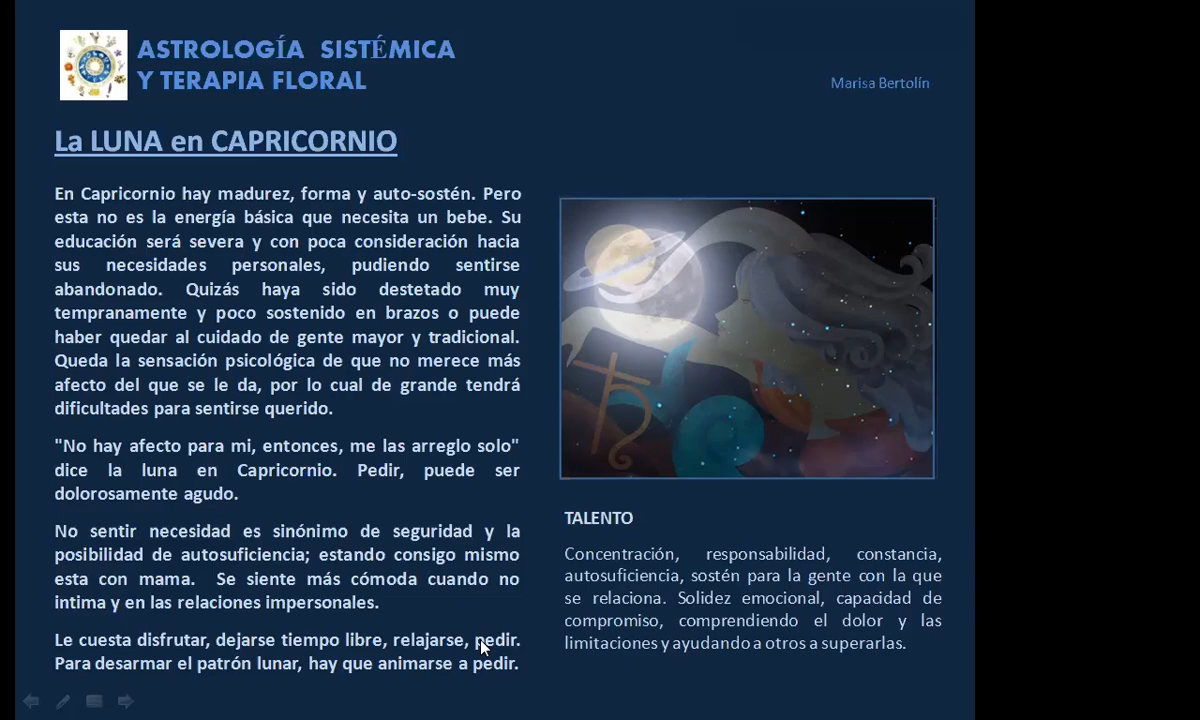 ASTROLOGÍA SISTÉMICA
Y TERAPIA FLORAL
Marisa Bertolín
La LUNA en CAPRICORNIO
En Capricornio hay madurez, forma y auto-sostén. Pero
esta no es la energía básica que necesita un bebe. Su
educación será severa y con poca consideración hacia
sus necesidades personales, pudiendo sentirse
abandonado. Quizás haya sido destetado muy
tempranamente y poco sostenido en brazos o puede
haber quedar al cuidado de gente mayor y tradicional.
Queda la sensación psicológica de que no merece más
afecto del que se le da, por lo cual de grande tendrá
dificultades para sentirse querido.
"No hay afecto para mi, entonces, me las arreglo solo"
dice la luna en Capricornio. Pedir, puede ser
dolorosamente agudo.
No sentir necesidad es sinónimo de seguridad y la
posibilidad de autosuficiencia; estando consigo mismo
esta con mama. Se siente más cómoda cuando no
intima y en las relaciones impersonales.
Le cuesta disfrutar, dejarse tiempo libre, relajarse, pedir.
Para desarmar el patrón lunar, hay que animarse a pedir.
TALENTO
Concentración, responsabilidad, constancia,
autosuficiencia, sostén para la gente con la que
se relaciona. Solidez emocional, capacidad de
compromiso, comprendiendo el dolor y las
limitaciones y ayudando a otros a superarlas.